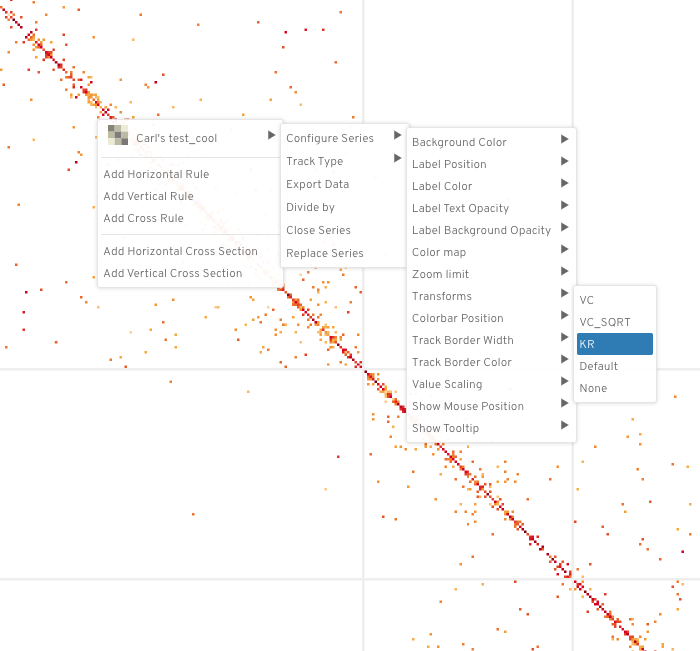 Carl's test_cool
Add Horizontal Rule
Add Vertical Rule
Add Cross Rule
Add Horizontal Cross Section
Add Vertical Cross Section
Configure Series
Track Type
Export Data
Divide by
Close Series
Replace Series
Background Color
Label Position
Label Color
Label Text Opacity
Label Background Opacity
Color map
Zoom limit
Transforms
Colorbar Position
Track Border Width
Track Border Color
Value Scaling
Show Mouse Position
Show Tooltip
VC
VC_SQRT
KR
Default
None